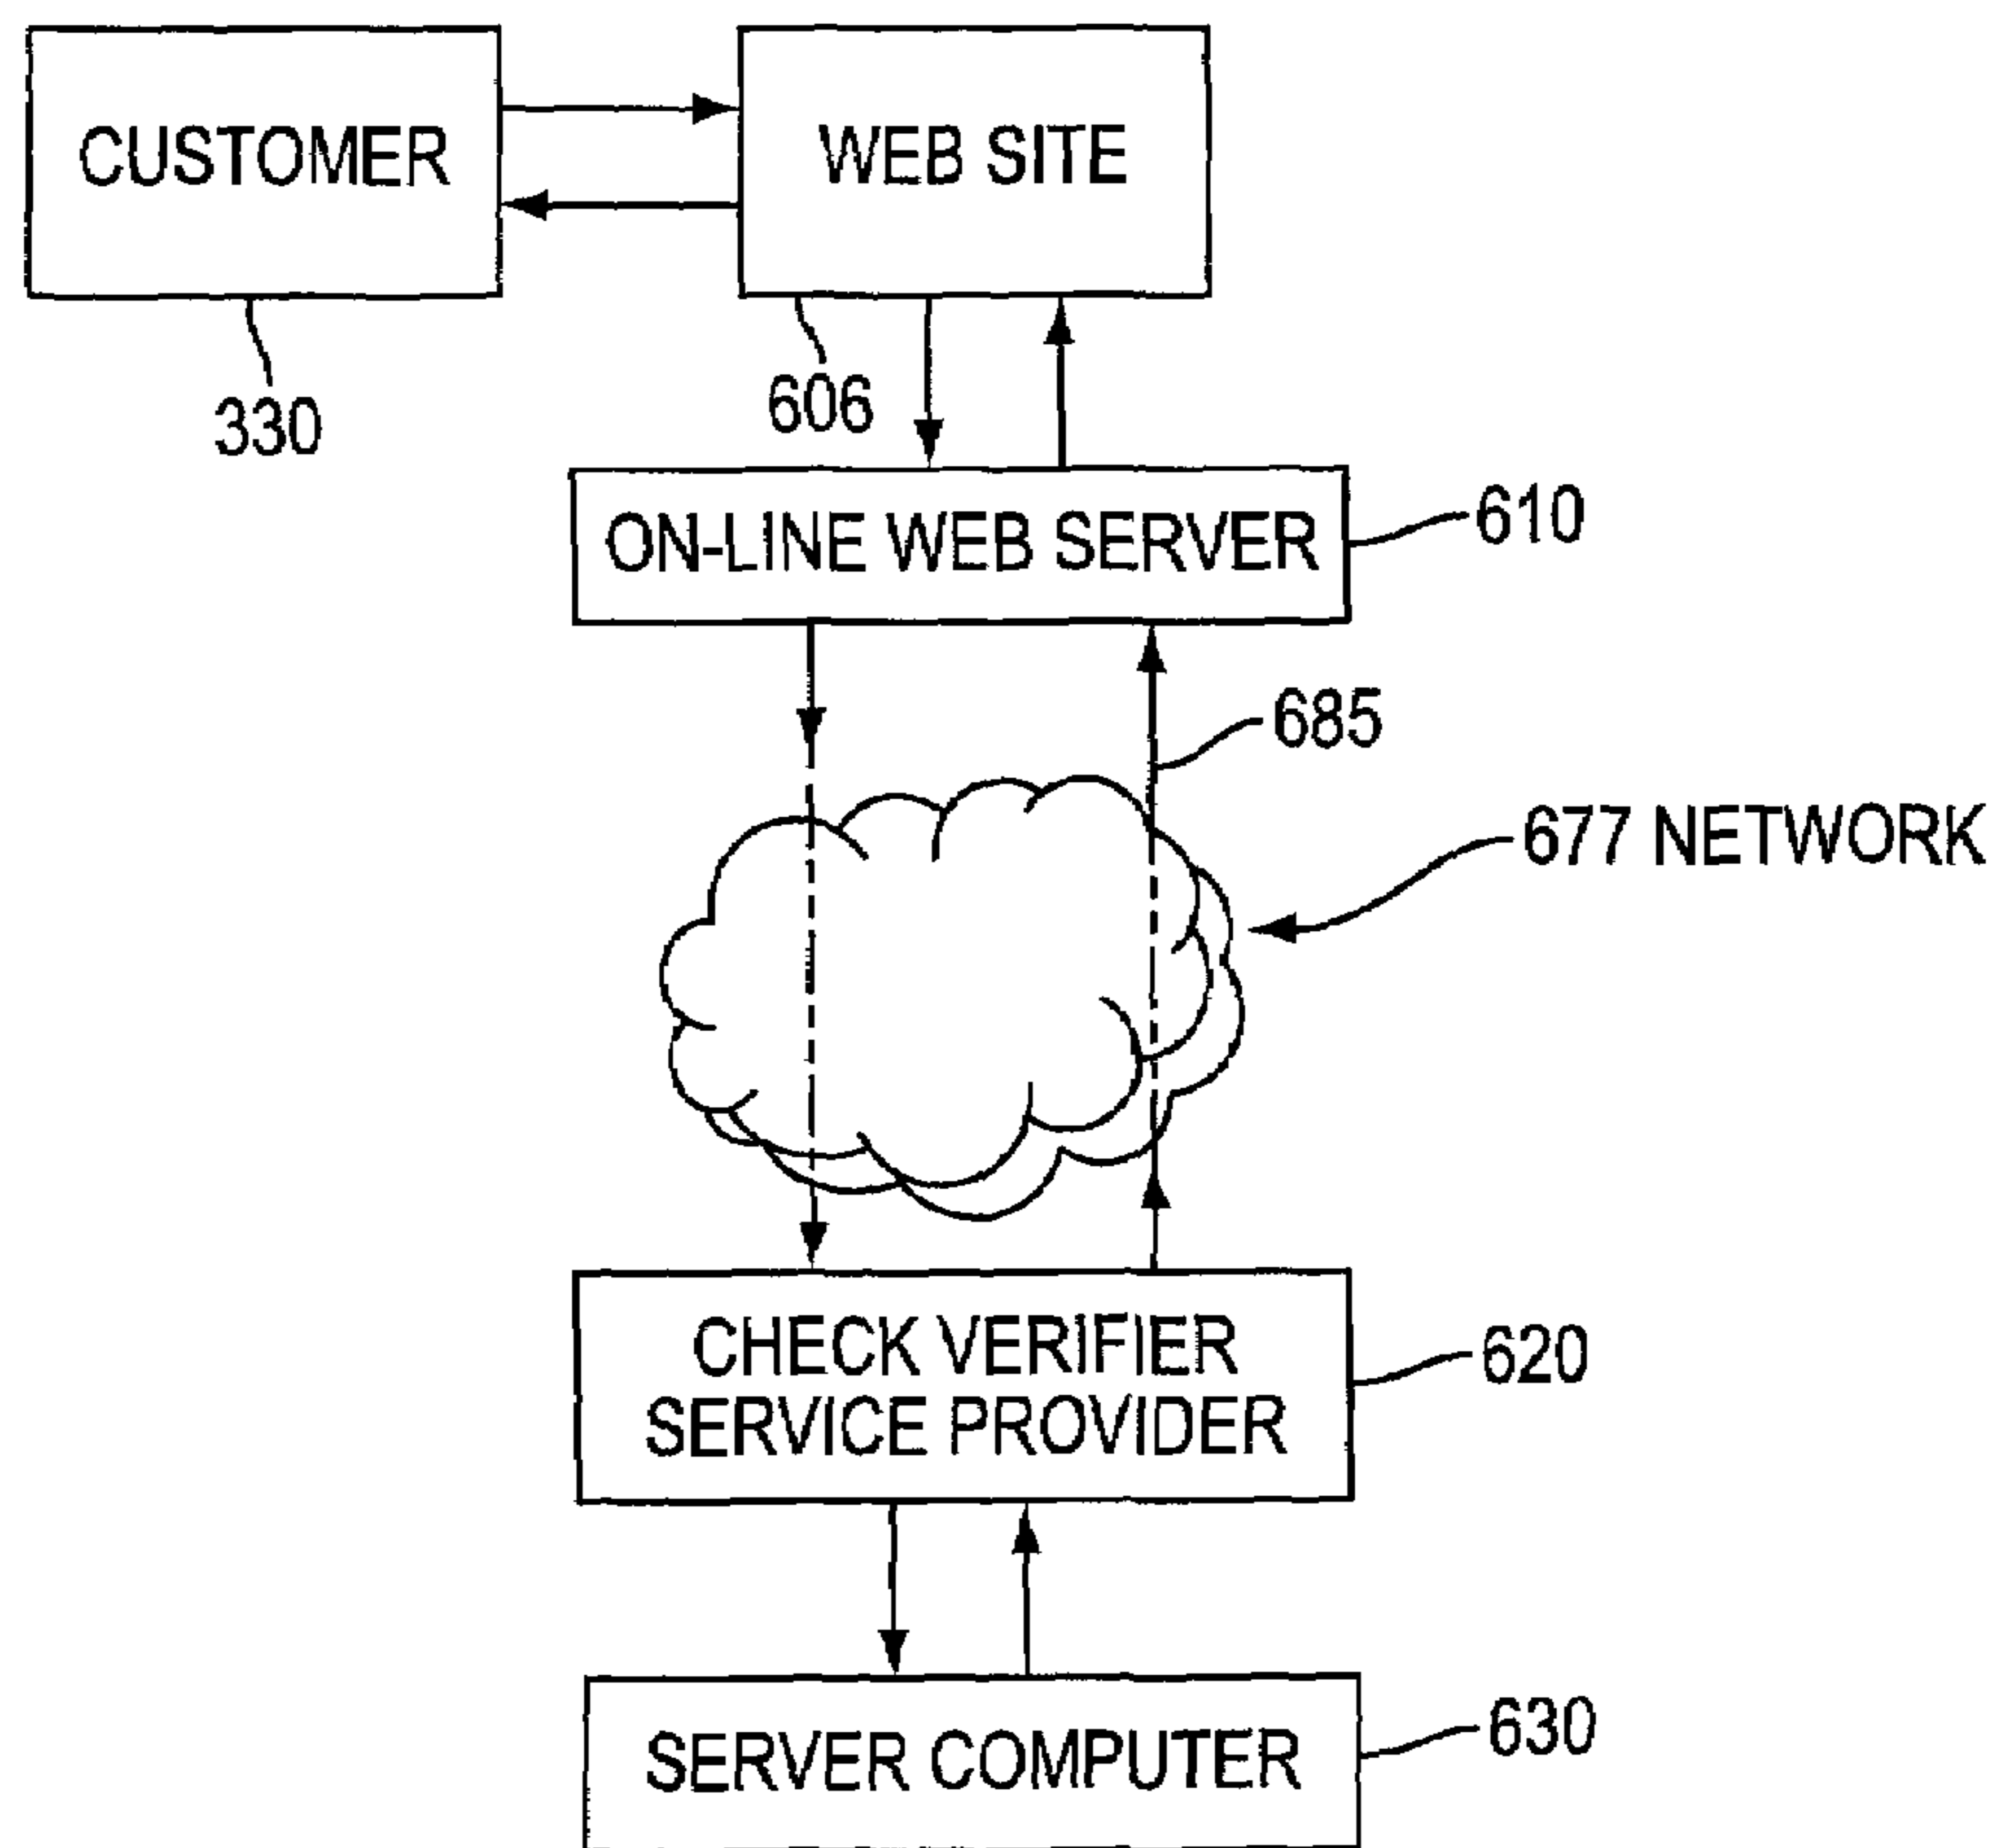 CUSTOMER
WEB SITE
330
606
ON-LINE WEB SERVER
610
685
677 NETWORK
CHECK VERIFIER
SERVICE PROVIDER
620
SERVER COMPUTER
630